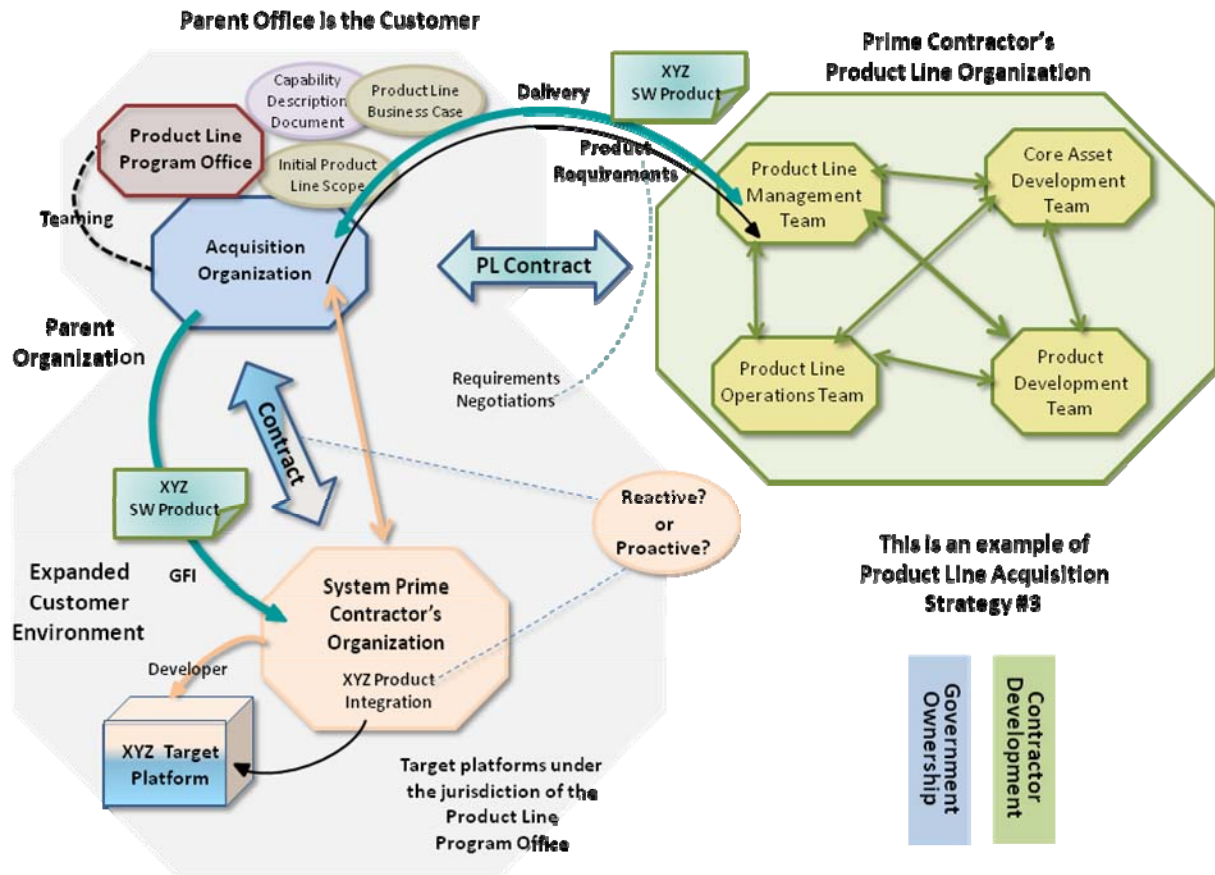 Parent Office is the Customer
Prime Contractor's
Product Line Organization
Capability
Description
Document
Product Line
Business Case
Initial Product
Line Scope
Product Line
Program Office
Teaming
Acquisition
Organization
Delivery
XYZ
SW Product
Product
Requirements
PL Contract
Requirements
Negotiations
Product Line
Management
Team
Core Asset
Development
Team
Product Line
Operations Team
Product
Development
Team
Parent
Organization
Contract
XYZ
SW Product
GFI
Expanded
Customer
Environment
Reactive?
or
Proactive?
System Prime
Contractor's
Organization
XYZ Product
Integration
Developer
XYZ Target
Platform
Target platforms under
the jurisdiction of the
Product Line
Program Office
This is an example of
Product Line Acquisition
Strategy #3
Government
Ownership
Contractor
Development